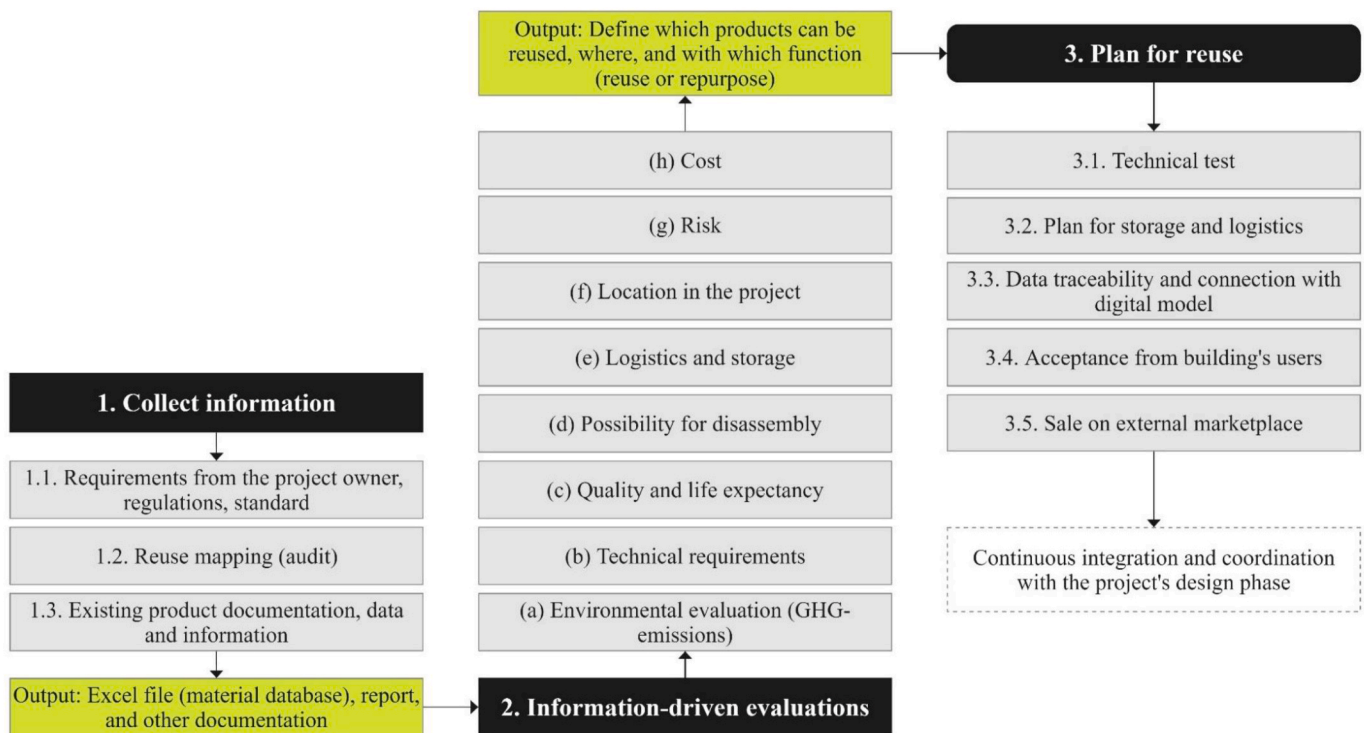 1. Collect information
1.1. Requirements from the project owner,
regulations, standard
1.2. Reuse mapping (audit)
1.3. Existing product documentation, data
and information
Output: Excel file (material database), report,
and other documentation
2. Information-driven evaluations
(a) Environmental evaluation (GHG-
emissions)
(b) Technical requirements
(c) Quality and life expectancy
(d) Possibility for disassembly
(e) Logistics and storage
(f) Location in the project
(g) Risk
(h) Cost
Output: Define which products can be
reused, where, and with which function
(reuse or repurpose)
3. Plan for reuse
3.1. Technical test
3.2. Plan for storage and logistics
3.3. Data traceability and connection with
digital model
3.4. Acceptance from building's users
3.5. Sale on external marketplace
Continuous integration and coordination
with the project's design phase